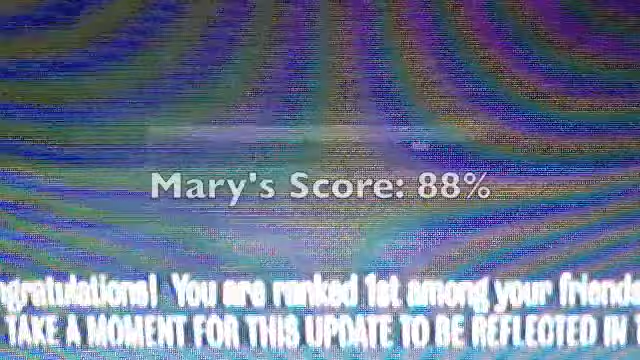 Mary's Score: 88%
ngratulations! You are ranked 1st among your friends
TAKE A MOMENT FOR THIS UPDATE TO BE REFLECTED IN